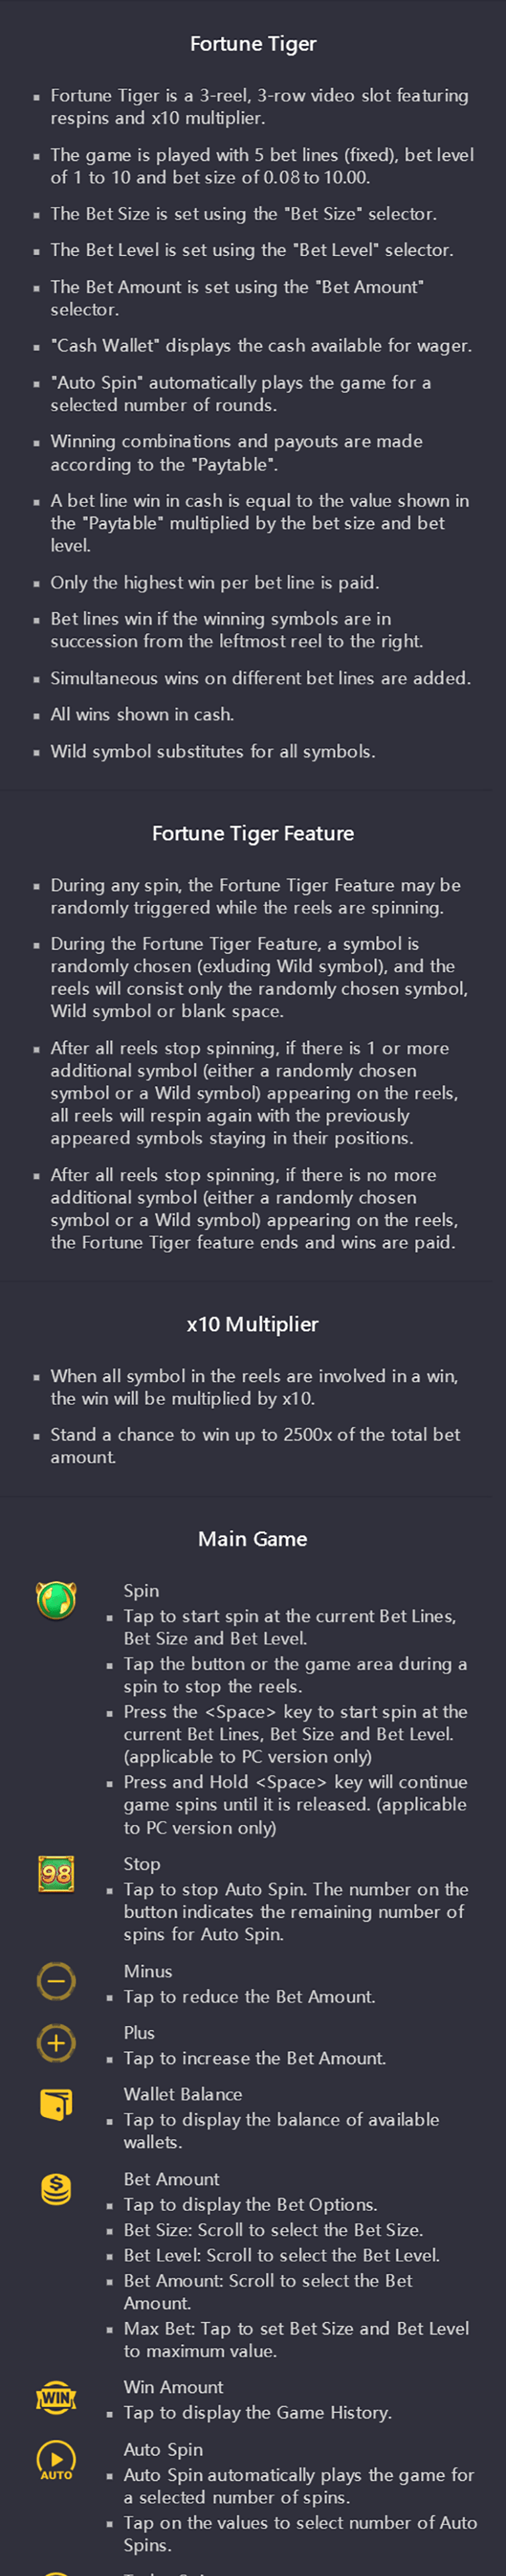 Fortune Tiger
Fortune Tiger is a 3-reel, 3-row video slot featuring
respins and x10 multiplier.
The game is played with 5 bet lines (fixed), bet level
of 1 to 10 and bet size of 0.08 to 10.00.
The Bet Size is set using the "Bet Size" selector.
The Bet Level is set using the "Bet Level" selector.
The Bet Amount is set using the "Bet Amount"
selector.
"Cash Wallet" displays the cash available for wager.
"Auto Spin" automatically plays the game for a
selected number of rounds.
Winning combinations and payouts are made
according to the "Paytable".
A bet line win in cash is equal to the value shown in
the "Paytable" multiplied by the bet size and bet
level.
Only the highest win per bet line is paid.
Bet lines win if the winning symbols are in
succession from the leftmost reel to the right.
Simultaneous wins on different bet lines are added.
All wins shown in cash.
Wild symbol substitutes for all symbols.
Fortune Tiger Feature
During any spin, the Fortune Tiger Feature may be
randomly triggered while the reels are spinning.
During the Fortune Tiger Feature, a symbol is
randomly chosen (exluding Wild symbol), and the
reels will consist only the randomly chosen symbol,
Wild symbol or blank space.
After all reels stop spinning, if there is 1 or more
additional symbol (either a randomly chosen
symbol or a Wild symbol) appearing on the reels,
all reels will respin again with the previously
appeared symbols staying in their positions.
After all reels stop spinning, if there is no more
additional symbol (either a randomly chosen
symbol or a Wild symbol) appearing on the reels,
the Fortune Tiger feature ends and wins are paid.
x10 Multiplier
When all symbol in the reels are involved in a win,
the win will be multiplied by x10.
Stand a chance to win up to 2500x of the total bet
amount.
Main Game
Spin
Tap to start spin at the current Bet Lines,
Bet Size and Bet Level.
Tap the button or the game area during a
spin to stop the reels.
Press the <Space> key to start spin at the
current Bet Lines, Bet Size and Bet Level.
(applicable to PC version only)
Press and Hold <Space> key will continue
game spins until it is released. (applicable
to PC version only)
98
Stop
Tap to stop Auto Spin. The number on the
button indicates the remaining number of
spins for Auto Spin.
Minus
Tap to reduce the Bet Amount.
Plus
Tap to increase the Bet Amount.
Wallet Balance
Tap to display the balance of available
wallets.
Bet Amount
Tap to display the Bet Options.
Bet Size: Scroll to select the Bet Size.
Bet Level: Scroll to select the Bet Level.
Bet Amount: Scroll to select the Bet
Amount.
Max Bet: Tap to set Bet Size and Bet Level
to maximum value.
WIN
Win Amount
Tap to display the Game History.
AUTO
Auto Spin
Auto Spin automatically plays the game for
a selected number of spins.
Tap on the values to select number of Auto
Spins.